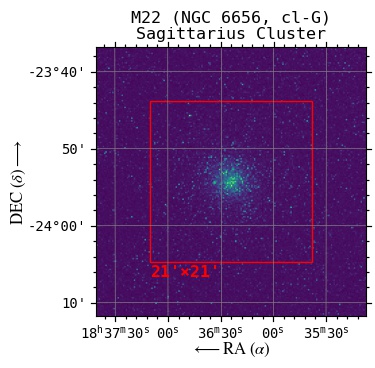 M22 (NGC 6656, cl-G)
Sagittarius Cluster
-23°40'
50'
-24°00'
10'
DEC (δ) ⟶
21'×21'
18ʰ37ᵐ30ˢ 00ˢ 36ᵐ30ˢ 00ˢ 35ᵐ30ˢ
⟵ RA (α)